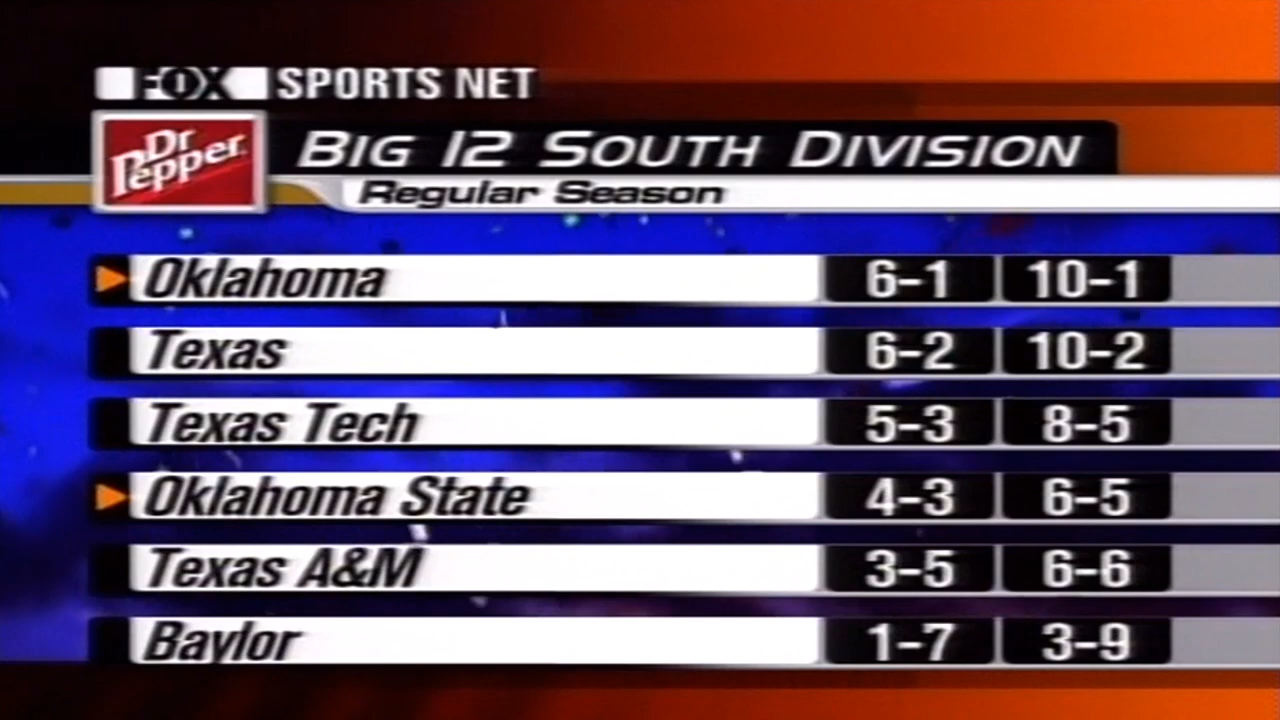 FOX SPORTS NET
Dr Pepper
BIG 12 SOUTH DIVISION
Regular Season
Oklahoma 6-1 10-1
Texas 6-2 10-2
Texas Tech 5-3 8-5
Oklahoma State 4-3 6-5
Texas A&M 3-5 6-6
Baylor 1-7 3-9